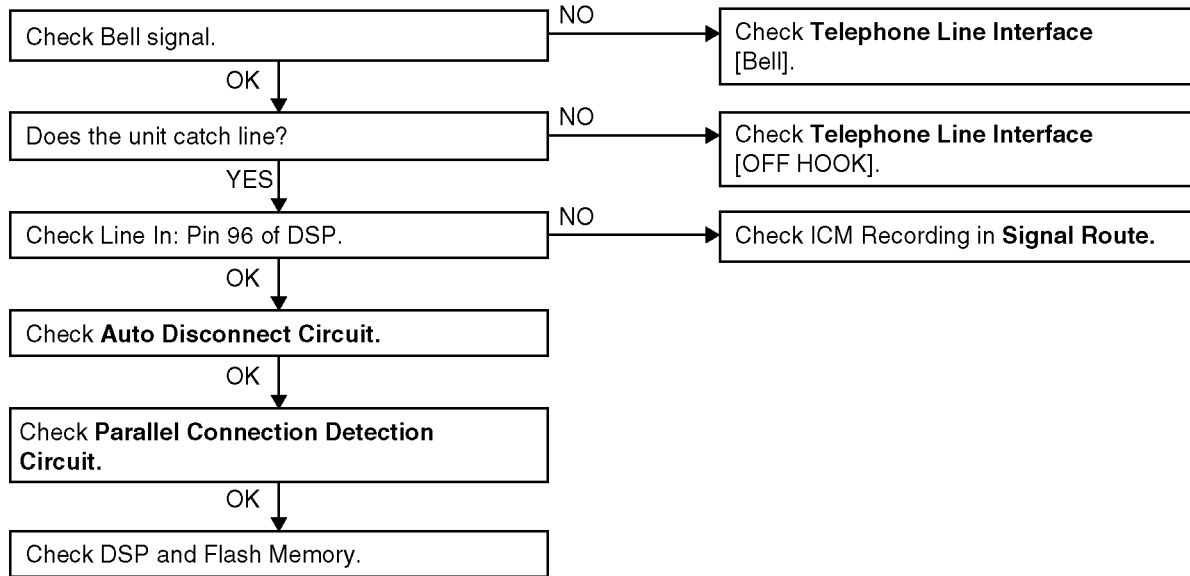 Check Bell signal.
NO
Check Telephone Line Interface
[Bell].
OK
Does the unit catch line?
NO
Check Telephone Line Interface
[OFF HOOK].
YES
Check Line In: Pin 96 of DSP.
NO
Check ICM Recording in Signal Route.
OK
Check Auto Disconnect Circuit.
OK
Check Parallel Connection Detection
Circuit.
OK
Check DSP and Flash Memory.